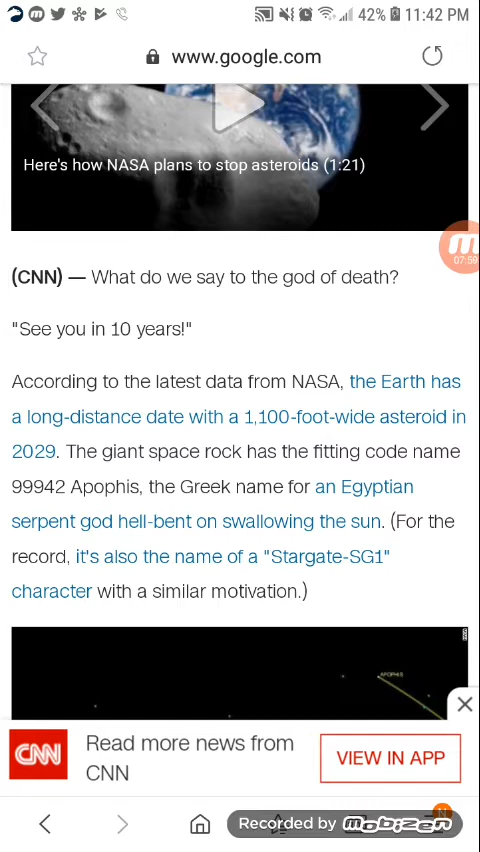 42% 11:42 PM
www.google.com
Here's how NASA plans to stop asteroids (1:21)
07:59
(CNN) — What do we say to the god of death?
"See you in 10 years!"
According to the latest data from NASA, the Earth has
a long-distance date with a 1,100-foot-wide asteroid in
2029. The giant space rock has the fitting code name
99942 Apophis, the Greek name for an Egyptian
serpent god hell-bent on swallowing the sun. (For the
record, it's also the name of a "Stargate-SG1"
character with a similar motivation.)
APOPHIS
CNN
Read more news from
CNN
VIEW IN APP
N
Recorded by Mobizen